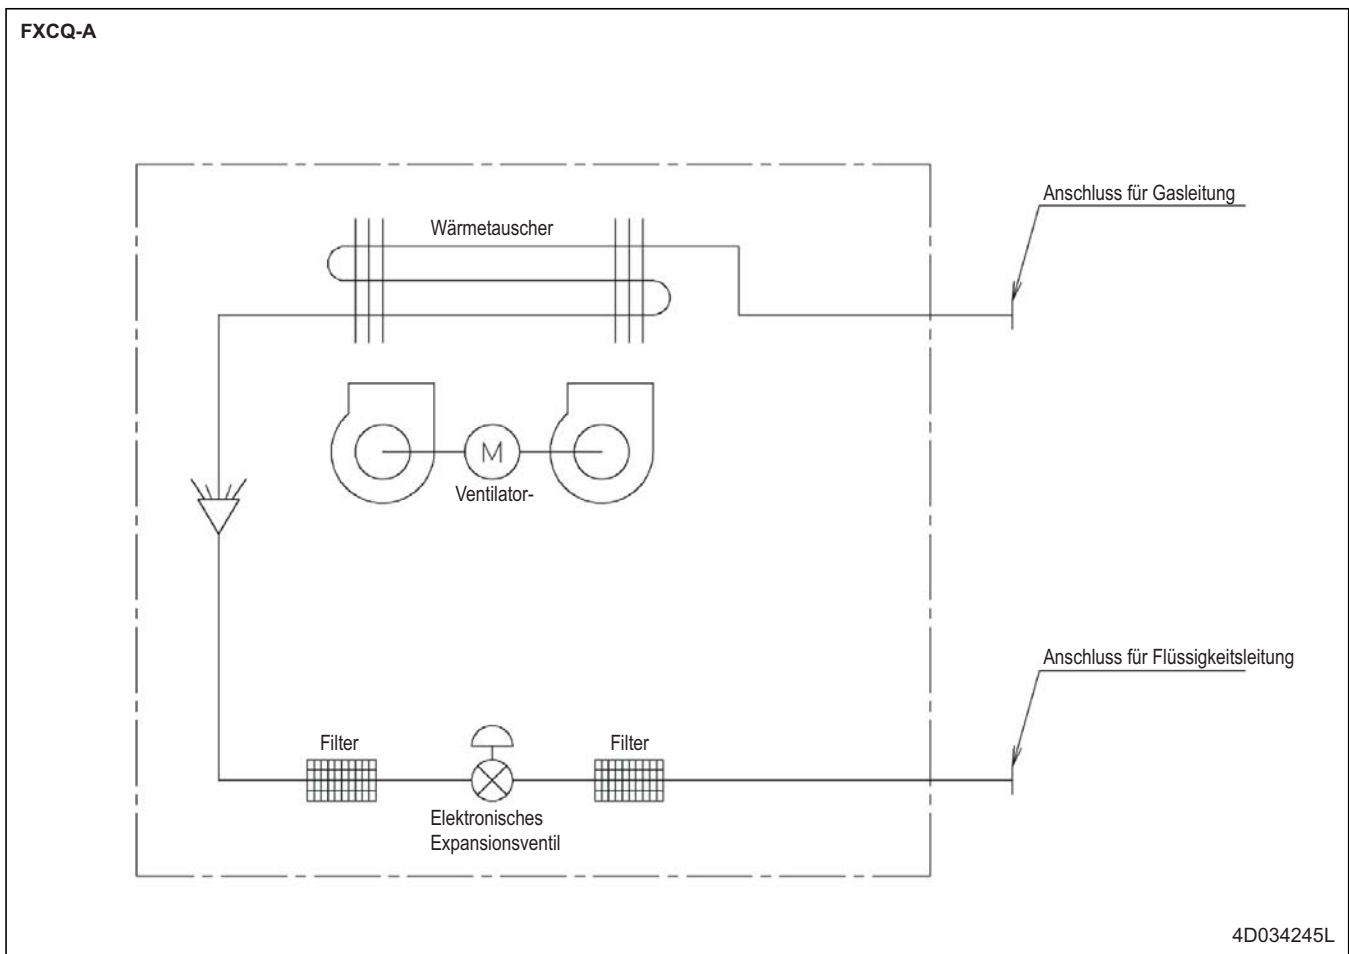 FXCQ-A
Anschluss für Gasleitung
Wärmetauscher
M
Ventilator-
Anschluss für Flüssigkeitsleitung
Filter
Filter
Elektronisches
Expansionsventil
4D034245L